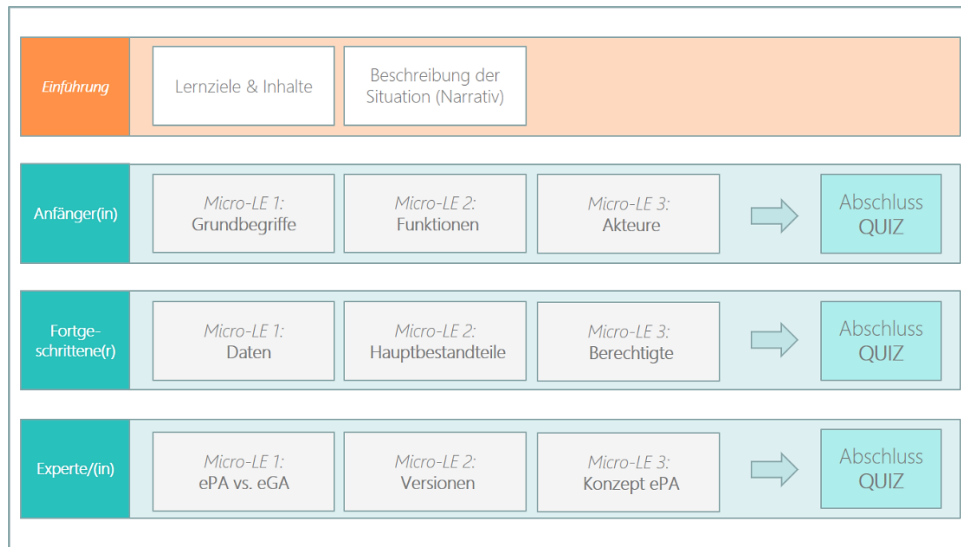 Einführung
Lernziele & Inhalte
Beschreibung der
Situation (Narrativ)
Anfänger(in)
Micro-LE 1:
Grundbegriffe
Micro-LE 2:
Funktionen
Micro-LE 3:
Akteure
Abschluss
QUIZ
Fortge-
schrittene(r)
Micro-LE 1:
Daten
Micro-LE 2:
Hauptbestandteile
Micro-LE 3:
Berechtigte
Abschluss
QUIZ
Experte/(in)
Micro-LE 1:
ePA vs. eGA
Micro-LE 2:
Versionen
Micro-LE 3:
Konzept ePA
Abschluss
QUIZ